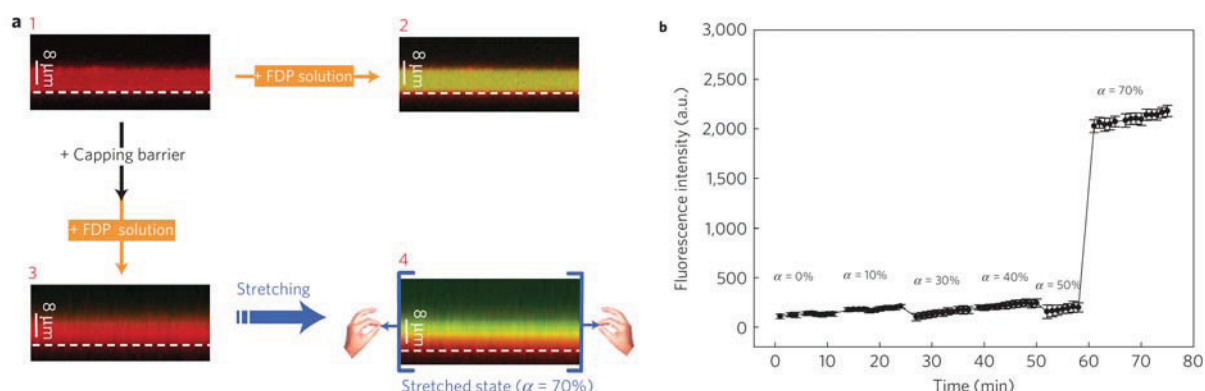 a
1
8 μm
+ FDP solution
2
8 μm
+ Capping barrier
+ FDP solution
3
8 μm
Stretching
4
8 μm
Stretched state (α = 70%)
b
Fluorescence intensity (a.u.)
3,000
2,500
2,000
1,500
1,000
500
0
α = 0%
α = 10%
α = 30%
α = 40%
α = 50%
α = 70%
0 10 20 30 40 50 60 70 80
Time (min)